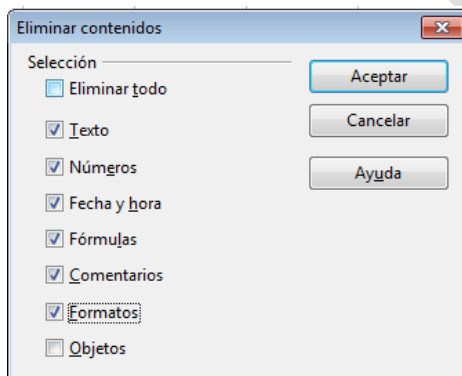 Eliminar contenidos
Selección
Eliminar todo
Texto
Números
Fecha y hora
Fórmulas
Comentarios
Formatos
Objetos
Aceptar
Cancelar
Ayuda